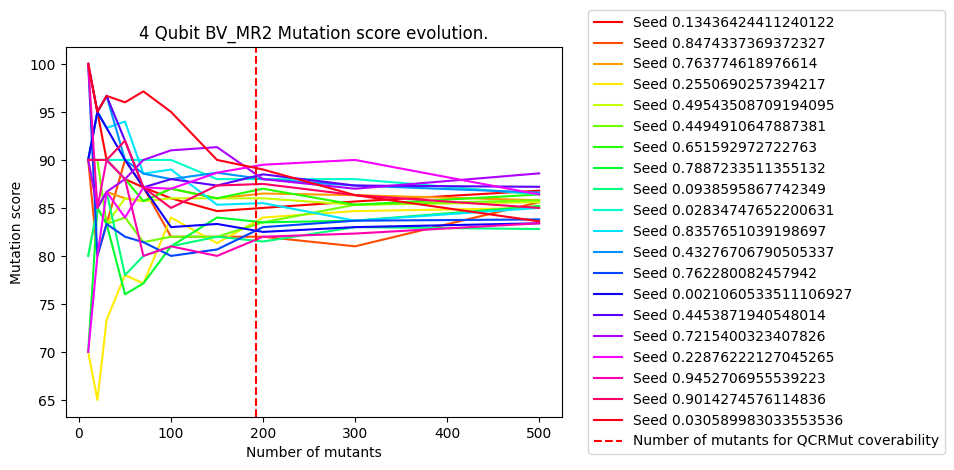 4 Qubit BV_MR2 Mutation score evolution.
Mutation score
100
95
90
85
80
75
70
65
0
100
200
300
400
500
Number of mutants
Seed 0.13436424411240122
Seed 0.8474337369372327
Seed 0.763774618976614
Seed 0.2550690257394217
Seed 0.49543508709194095
Seed 0.4494910647887381
Seed 0.651592972722763
Seed 0.7887233511355132
Seed 0.0938595867742349
Seed 0.02834747652200631
Seed 0.8357651039198697
Seed 0.43276706790505337
Seed 0.762280082457942
Seed 0.0021060533511106927
Seed 0.4453871940548014
Seed 0.7215400323407826
Seed 0.22876222127045265
Seed 0.9452706955539223
Seed 0.9014274576114836
Seed 0.030589983033553536
Number of mutants for QCRMut coverability